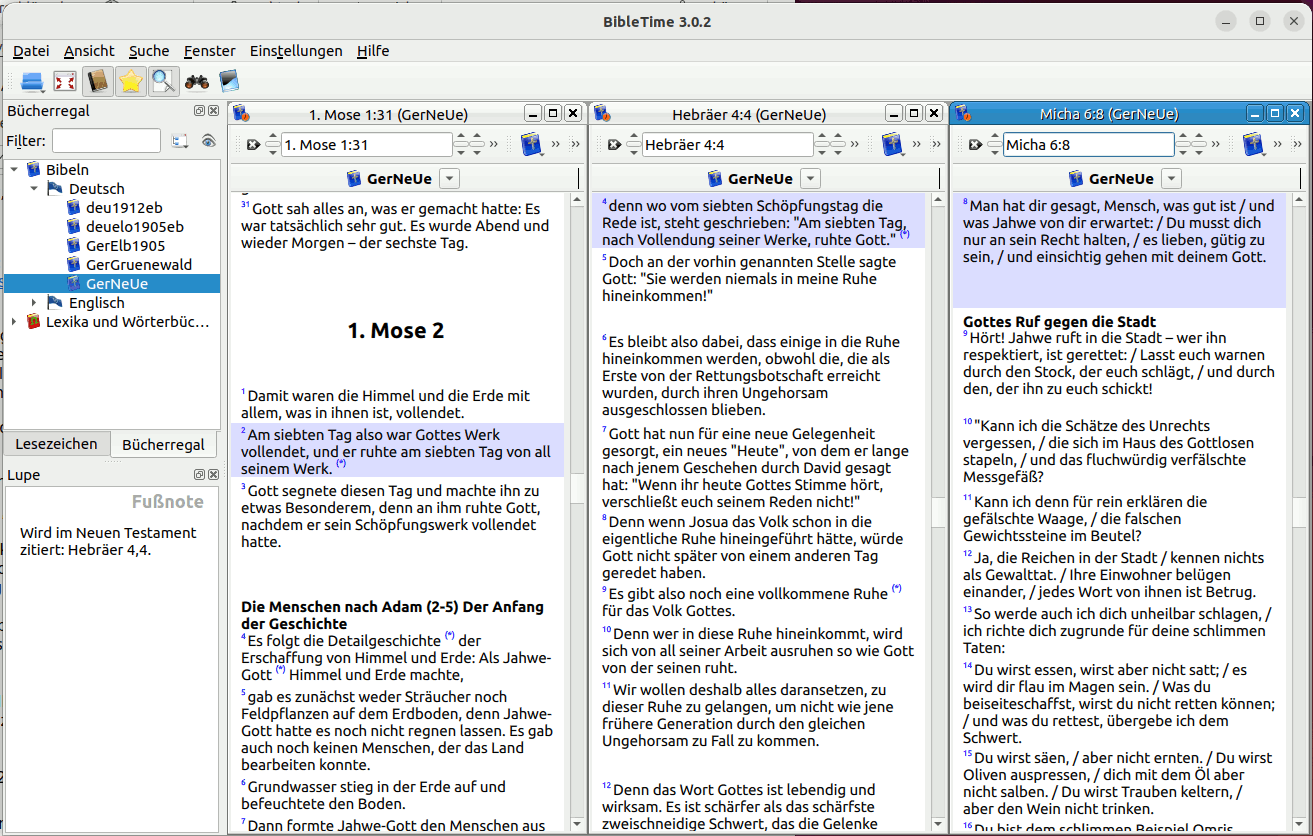 BibleTime 3.0.2
Datei Ansicht Suche Fenster Einstellungen Hilfe
Bücherregal
Filter:
Bibeln
Deutsch
deu1912eb
deuelo1905eb
GerElb1905
GerGruenewald
GerNeUe
Englisch
Lexika und Wörterbüc...
Lesezeichen
Bücherregal
Lupe
Fußnote
Wird im Neuen Testament
zitiert: Hebräer 4,4.
1. Mose 1:31 (GerNeUe)
1. Mose 1:31
GerNeUe
31 Gott sah alles an, was er gemacht hatte: Es
war tatsächlich sehr gut. Es wurde Abend und
wieder Morgen – der sechste Tag.
1. Mose 2
1 Damit waren die Himmel und die Erde mit
allem, was in ihnen ist, vollendet.
2 Am siebten Tag also war Gottes Werk
vollendet, und er ruhte am siebten Tag von all
seinem Werk. (*)
3 Gott segnete diesen Tag und machte ihn zu
etwas Besonderem, denn an ihm ruhte Gott,
nachdem er sein Schöpfungswerk vollendet
hatte.
Die Menschen nach Adam (2-5) Der Anfang
der Geschichte
4 Es folgt die Detailgeschichte (*) der
Erschaffung von Himmel und Erde: Als Jahwe-
Gott (*) Himmel und Erde machte,
5 gab es zunächst weder Sträucher noch
Feldpflanzen auf dem Erdboden, denn Jahwe-
Gott hatte es noch nicht regnen lassen. Es gab
auch noch keinen Menschen, der das Land
bearbeiten konnte.
6 Grundwasser stieg in der Erde auf und
befeuchtete den Boden.
7 Dann formte Jahwe-Gott den Menschen aus
Hebräer 4:4 (GerNeUe)
Hebräer 4:4
GerNeUe
4 denn wo vom siebten Schöpfungstag die
Rede ist, steht geschrieben: "Am siebten Tag,
nach Vollendung seiner Werke, ruhte Gott." (*)
5 Doch an der vorhin genannten Stelle sagte
Gott: "Sie werden niemals in meine Ruhe
hineinkommen!"
6 Es bleibt also dabei, dass einige in die Ruhe
hineinkommen werden, obwohl die, die als
Erste von der Rettungsbotschaft erreicht
wurden, durch ihren Ungehorsam
ausgeschlossen blieben.
7 Gott hat nun für eine neue Gelegenheit
gesorgt, ein neues "Heute", von dem er lange
nach jenem Geschehen durch David gesagt
hat: "Wenn ihr heute Gottes Stimme hört,
verschließt euch seinem Reden nicht!"
8 Denn wenn Josua das Volk schon in die
eigentliche Ruhe hineingeführt hätte, würde
Gott nicht später von einem anderen Tag
geredet haben.
9 Es gibt also noch eine vollkommene Ruhe (*)
für das Volk Gottes.
10 Denn wer in diese Ruhe hineinkommt, wird
sich von all seiner Arbeit ausruhen so wie Gott
von der seinen ruht.
11 Wir wollen deshalb alles daransetzen, zu
dieser Ruhe zu gelangen, um nicht wie jene
frühere Generation durch den gleichen
Ungehorsam zu Fall zu kommen.
12 Denn das Wort Gottes ist lebendig und
wirksam. Es ist schärfer als das schärfste
zweischneidige Schwert, das die Gelenke
Micha 6:8 (GerNeUe)
Micha 6:8
GerNeUe
8 Man hat dir gesagt, Mensch, was gut ist / und
was Jahwe von dir erwartet: / Du musst dich
nur an sein Recht halten, / es lieben, gütig zu
sein, / und einsichtig gehen mit deinem Gott.
Gottes Ruf gegen die Stadt
9 Hört! Jahwe ruft in die Stadt – wer ihn
respektiert, ist gerettet: / Lasst euch warnen
durch den Stock, der euch schlägt, / und durch
den, der ihn zu euch schickt!
10 "Kann ich die Schätze des Unrechts
vergessen, / die sich im Haus des Gottlosen
stapeln, / und das fluchwürdig verfälschte
Messgefäß?
11 Kann ich denn für rein erklären die
gefälschte Waage, / die falschen
Gewichtssteine im Beutel?
12 Ja, die Reichen in der Stadt / kennen nichts
als Gewalttat. / Ihre Einwohner belügen
einander, / jedes Wort von ihnen ist Betrug.
13 So werde auch ich dich unheilbar schlagen, /
ich richte dich zugrunde für deine schlimmen
Taten:
14 Du wirst essen, wirst aber nicht satt; / es
wird dir flau im Magen sein. / Was du
beiseiteschaffst, wirst du nicht retten können;
/ und was du rettest, übergebe ich dem
Schwert.
15 Du wirst säen, / aber nicht ernten. / Du wirst
Oliven auspressen, / dich mit dem Öl aber
nicht salben. / Du wirst Trauben keltern, /
aber den Wein nicht trinken.
16 Du bist dem schlimmen Beispiel Omris